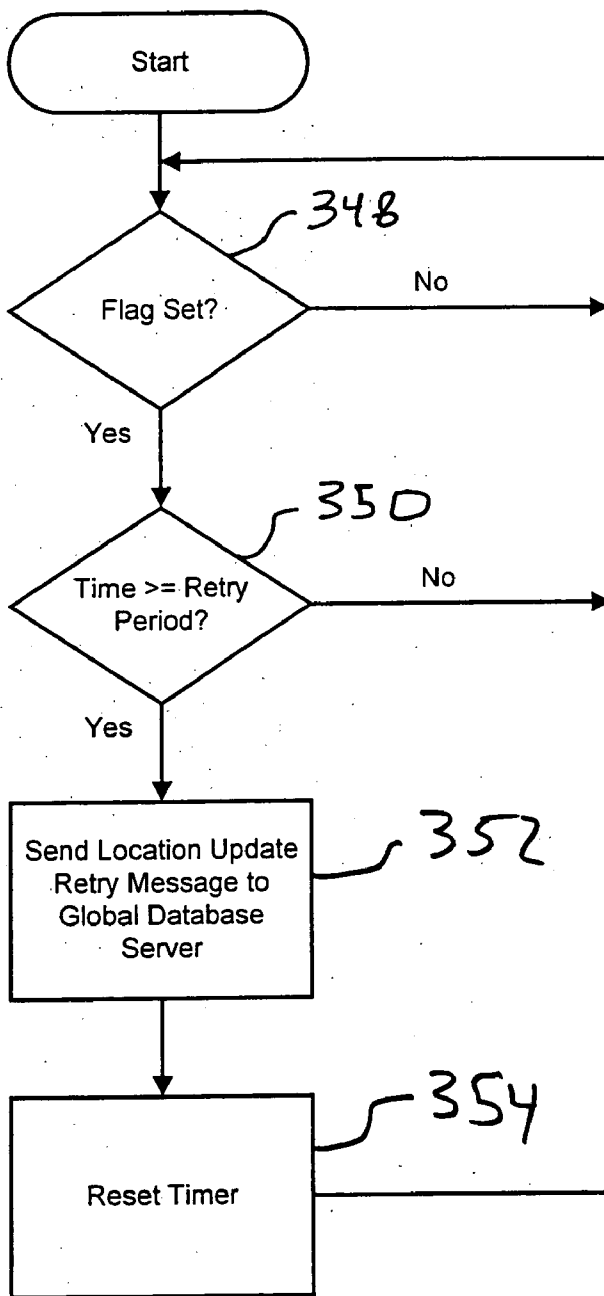 Start
348
Flag Set?
No
Yes
350
Time >= Retry
Period?
No
Yes
Send Location Update
Retry Message to
Global Database
Server
352
354
Reset Timer